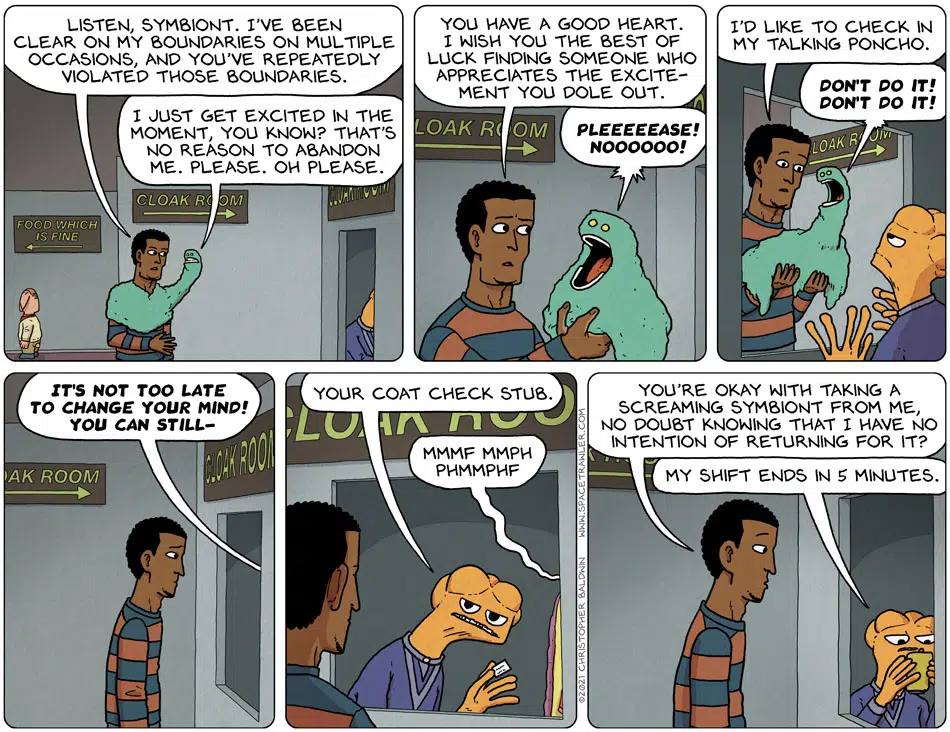 LISTEN, SYMBIONT. I'VE BEEN
CLEAR ON MY BOUNDARIES ON MULTIPLE
OCCASIONS, AND YOU'VE REPEATEDLY
VIOLATED THOSE BOUNDARIES.
I JUST GET EXCITED IN THE
MOMENT, YOU KNOW? THAT'S
NO REASON TO ABANDON
ME. PLEASE. OH PLEASE.
FOOD WHICH
IS FINE
CLOAK ROOM
CLOAK ROOM
YOU HAVE A GOOD HEART.
I WISH YOU THE BEST OF
LUCK FINDING SOMEONE WHO
APPRECIATES THE EXCITE-
MENT YOU DOLE OUT.
PLEEEEEASE!
NOOOOOO!
LOAK ROOM
I'D LIKE TO CHECK IN
MY TALKING PONCHO.
DON'T DO IT!
DON'T DO IT!
LOAK ROOM
IT'S NOT TOO LATE
TO CHANGE YOUR MIND!
YOU CAN STILL–
OAK ROOM
CLOAK ROOM
YOUR COAT CHECK STUB.
MMMF MMPH
PHMMPHF
CLOAK ROO
©2021 CHRISTOPHER BALDWIN WWW.SPACETRAWLER.COM
YOU'RE OKAY WITH TAKING A
SCREAMING SYMBIONT FROM ME,
NO DOUBT KNOWING THAT I HAVE NO
INTENTION OF RETURNING FOR IT?
MY SHIFT ENDS IN 5 MINUTES.